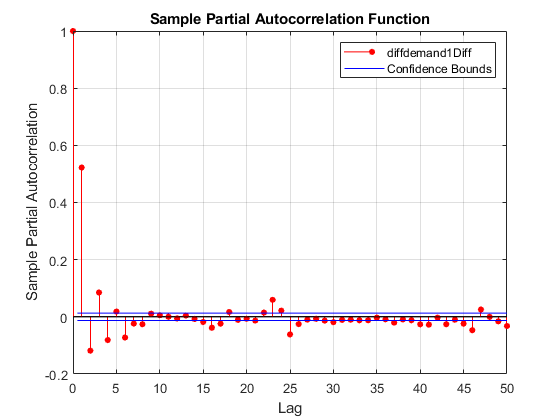 Sample Partial Autocorrelation Function
diffdemand1Diff
Confidence Bounds
Sample Partial Autocorrelation
1
0.8
0.6
0.4
0.2
0
-0.2
0 5 10 15 20 25 30 35 40 45 50
Lag